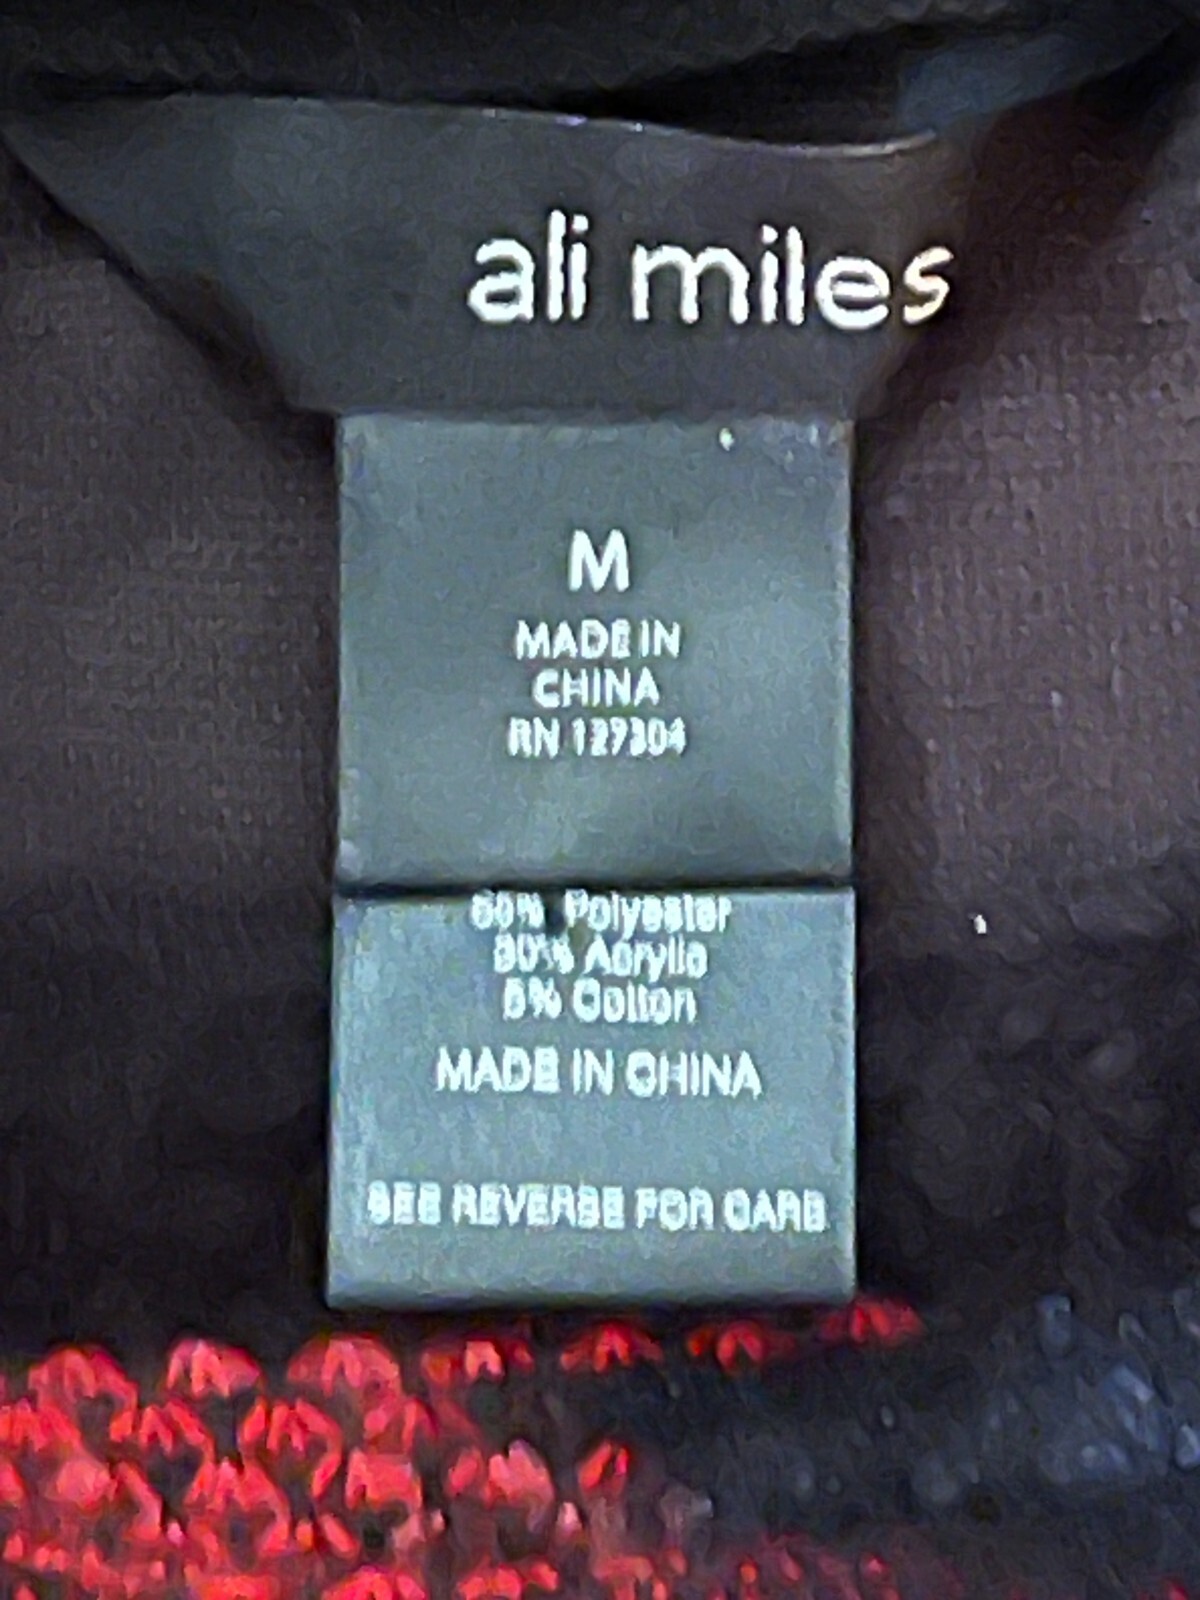 ali miles
M
MADE IN
CHINA
RN 127304
Polyester
Acrylic
5% Cotton
MADE IN CHINA
SEE REVERSE FOR CARE